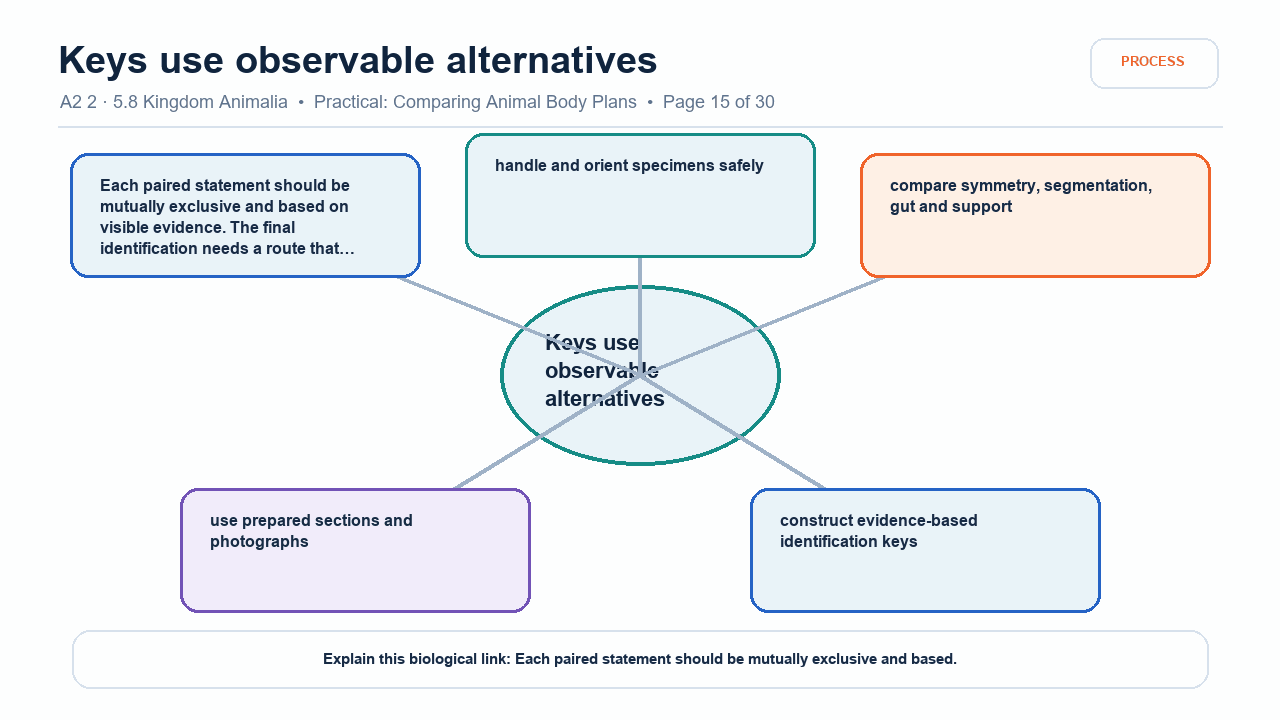 Keys use observable alternatives
PROCESS
A2 2 · 5.8 Kingdom Animalia • Practical: Comparing Animal Body Plans • Page 15 of 30
Each paired statement should be
mutually exclusive and based on
visible evidence. The final
identification needs a route that…
handle and orient specimens safely
compare symmetry, segmentation,
gut and support
Keys use
observable
alternatives
use prepared sections and
photographs
construct evidence-based
identification keys
Explain this biological link: Each paired statement should be mutually exclusive and based.